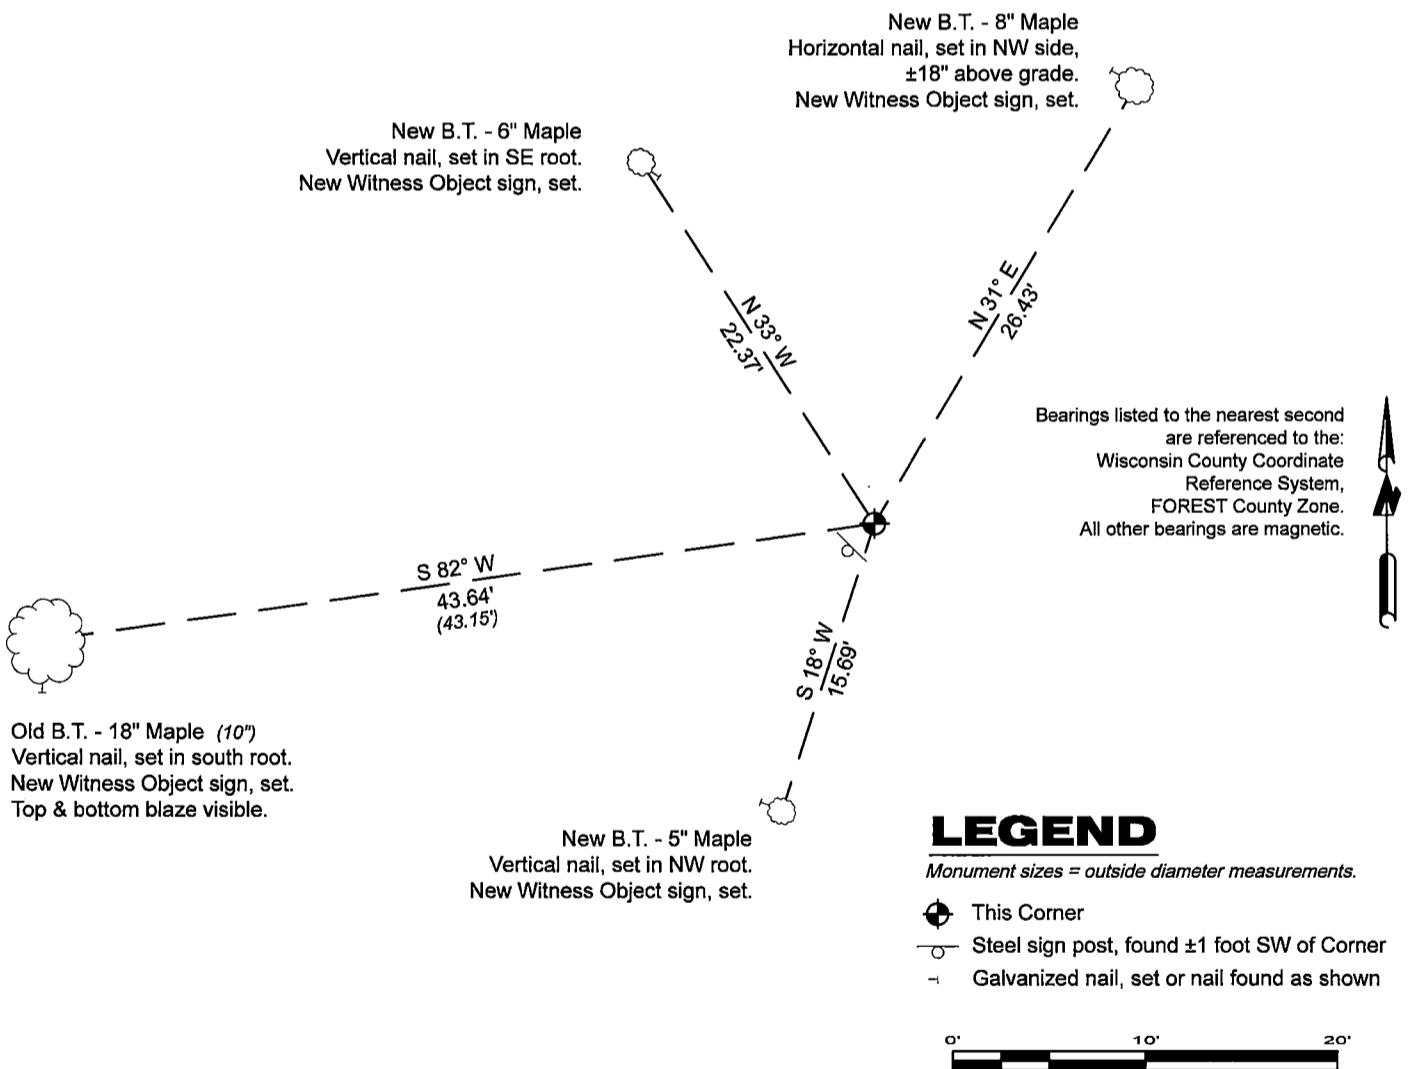 New B.T. - 8" Maple
Horizontal nail, set in NW side,
±18" above grade.
New Witness Object sign, set.
New B.T. - 6" Maple
Vertical nail, set in SE root.
New Witness Object sign, set.
N 33° W
22.37'
N 31° E
26.43'
Bearings listed to the nearest second
are referenced to the:
Wisconsin County Coordinate
Reference System,
FOREST County Zone.
All other bearings are magnetic.
N
S 82° W
43.64'
(43.15')
S 18° W
15.69'
Old B.T. - 18" Maple (10")
Vertical nail, set in south root.
New Witness Object sign, set.
Top & bottom blaze visible.
New B.T. - 5" Maple
Vertical nail, set in NW root.
New Witness Object sign, set.
LEGEND
Monument sizes = outside diameter measurements.
This Corner
Steel sign post, found ±1 foot SW of Corner
Galvanized nail, set or nail found as shown
0' 10' 20'